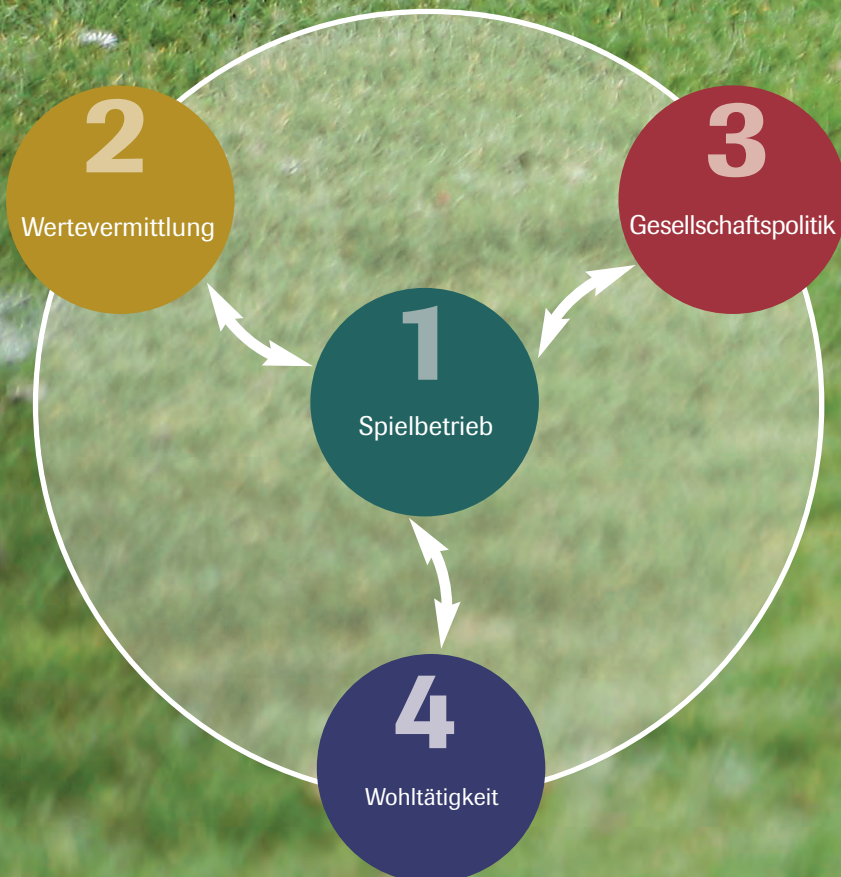 2
Wertevermittlung
3
Gesellschaftspolitik
1
Spielbetrieb
4
Wohltätigkeit